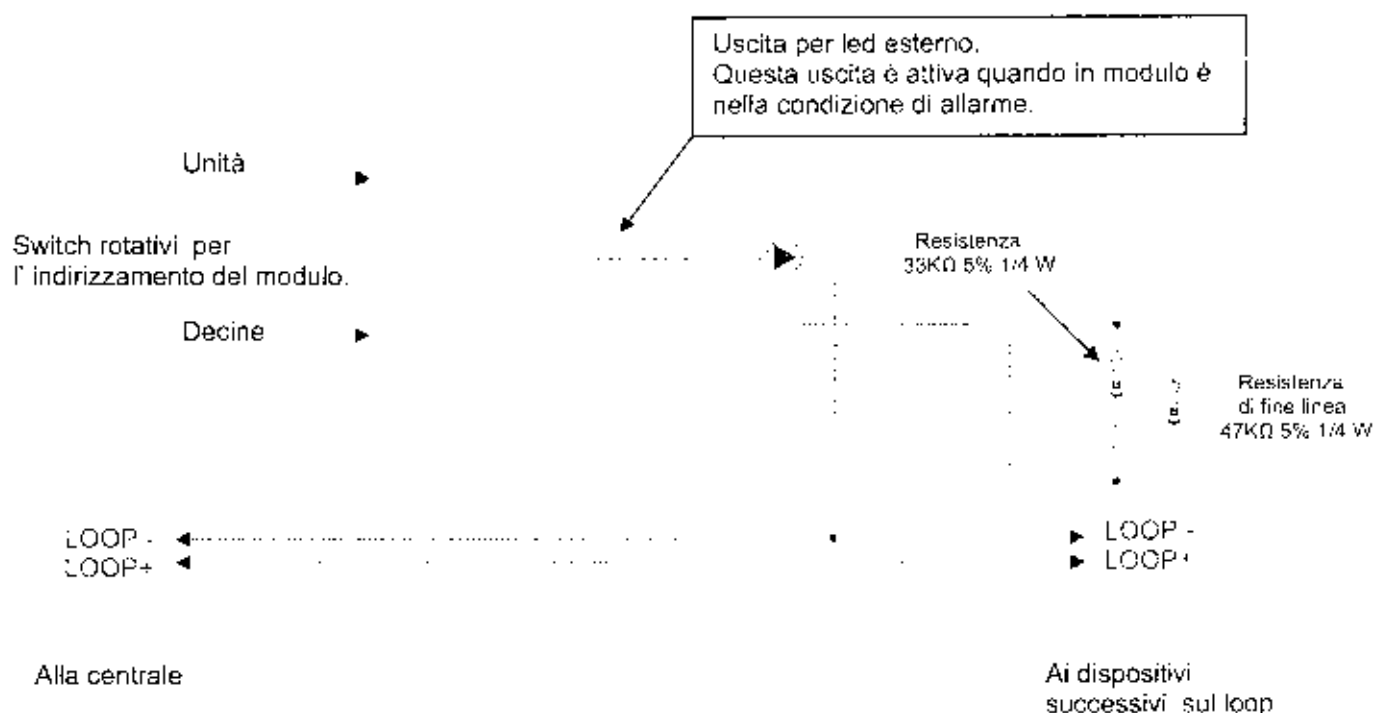 Uscita per led esterno.
Questa uscita è attiva quando in modulo è
nella condizione di allarme.
Unità
Switch rotativi per
l' indirizzamento del modulo.
Decine
Resistenza
33KΩ 5% 1/4 W
Resistenza
di fine linea
47KΩ 5% 1/4 W
LOOP -
LOOP+
LOOP -
LOOP+
Alla centrale
Ai dispositivi
successivi sul loop